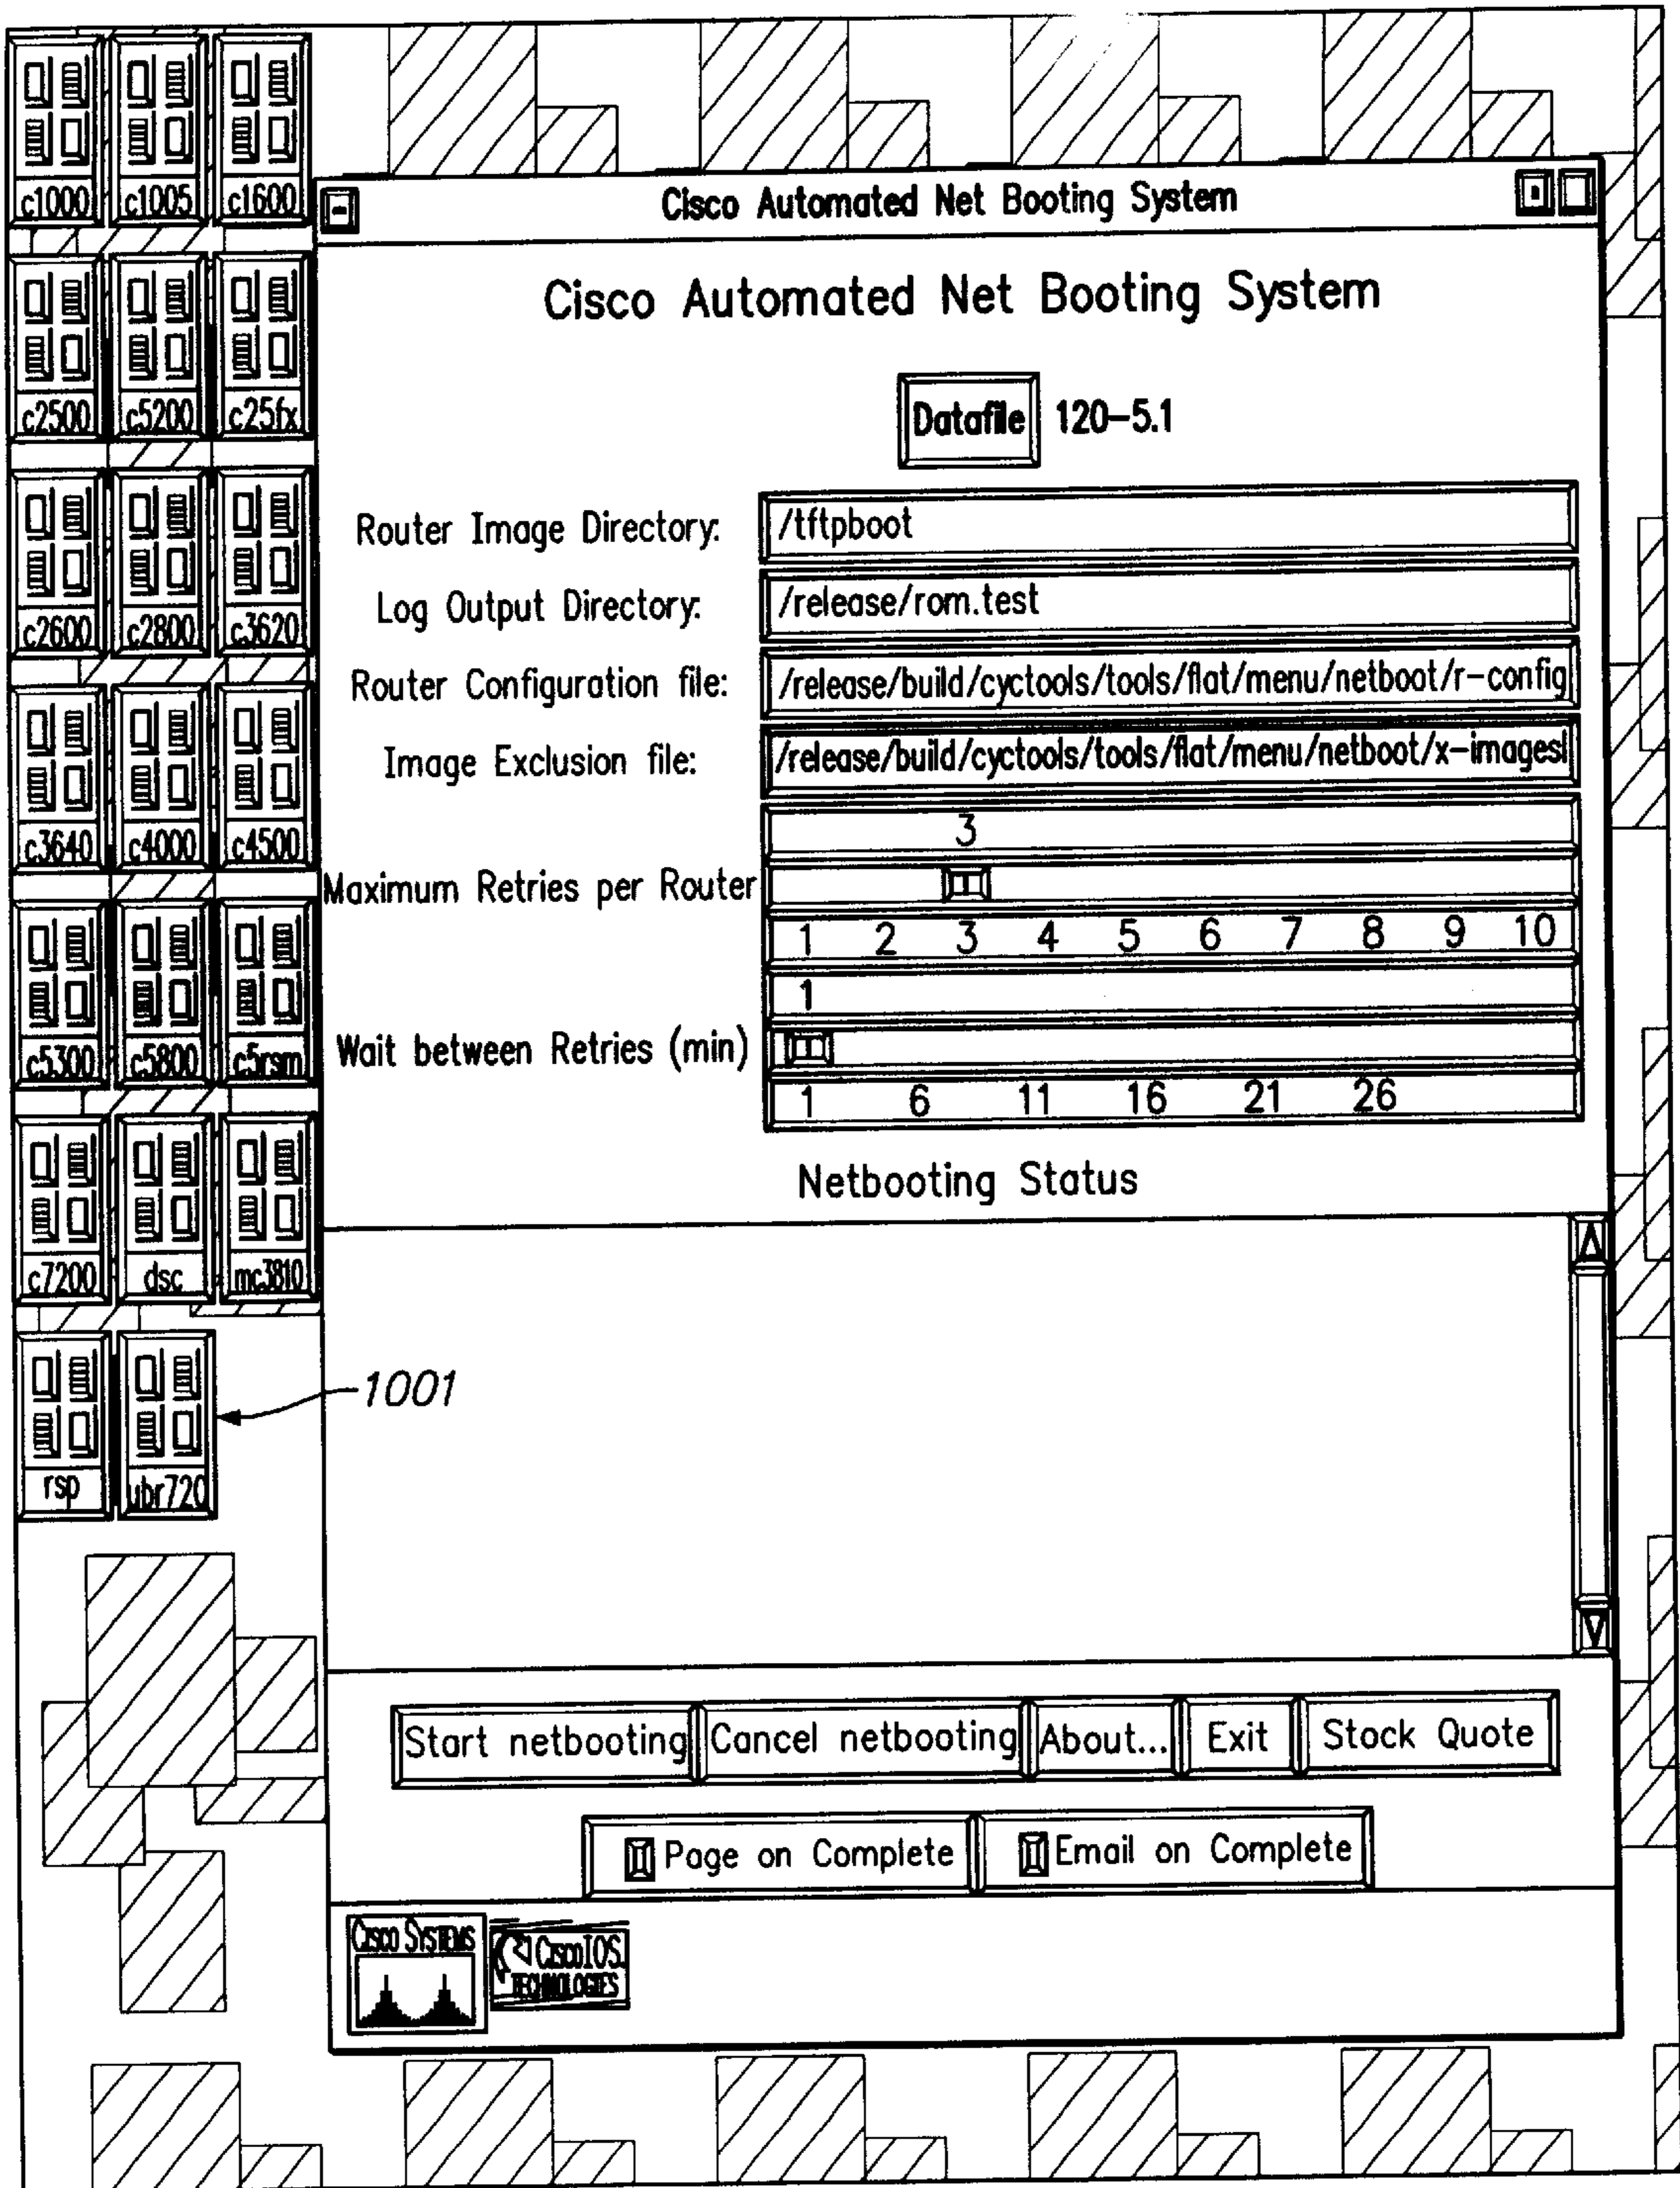 c1000 c1005 c1600
c2500 c5200 c25fx
c2600 c2800 c3620
c3640 c4000 c4500
c5300 c5800 c5rsm
c7200 dsc mc3810
rsp ubr720
1001
Cisco Automated Net Booting System
Cisco Automated Net Booting System
Datafile 120-5.1
Router Image Directory: /tftpboot
Log Output Directory: /release/rom.test
Router Configuration file: /release/build/cyctools/tools/flat/menu/netboot/r-config
Image Exclusion file: /release/build/cyctools/tools/flat/menu/netboot/x-images
3
Maximum Retries per Router
1 2 3 4 5 6 7 8 9 10
1
Wait between Retries (min)
1 6 11 16 21 26
Netbooting Status
Start netbooting Cancel netbooting About... Exit Stock Quote
Page on Complete Email on Complete
CISCO SYSTEMS
CISCO IOS.
TECHNOLOGIES